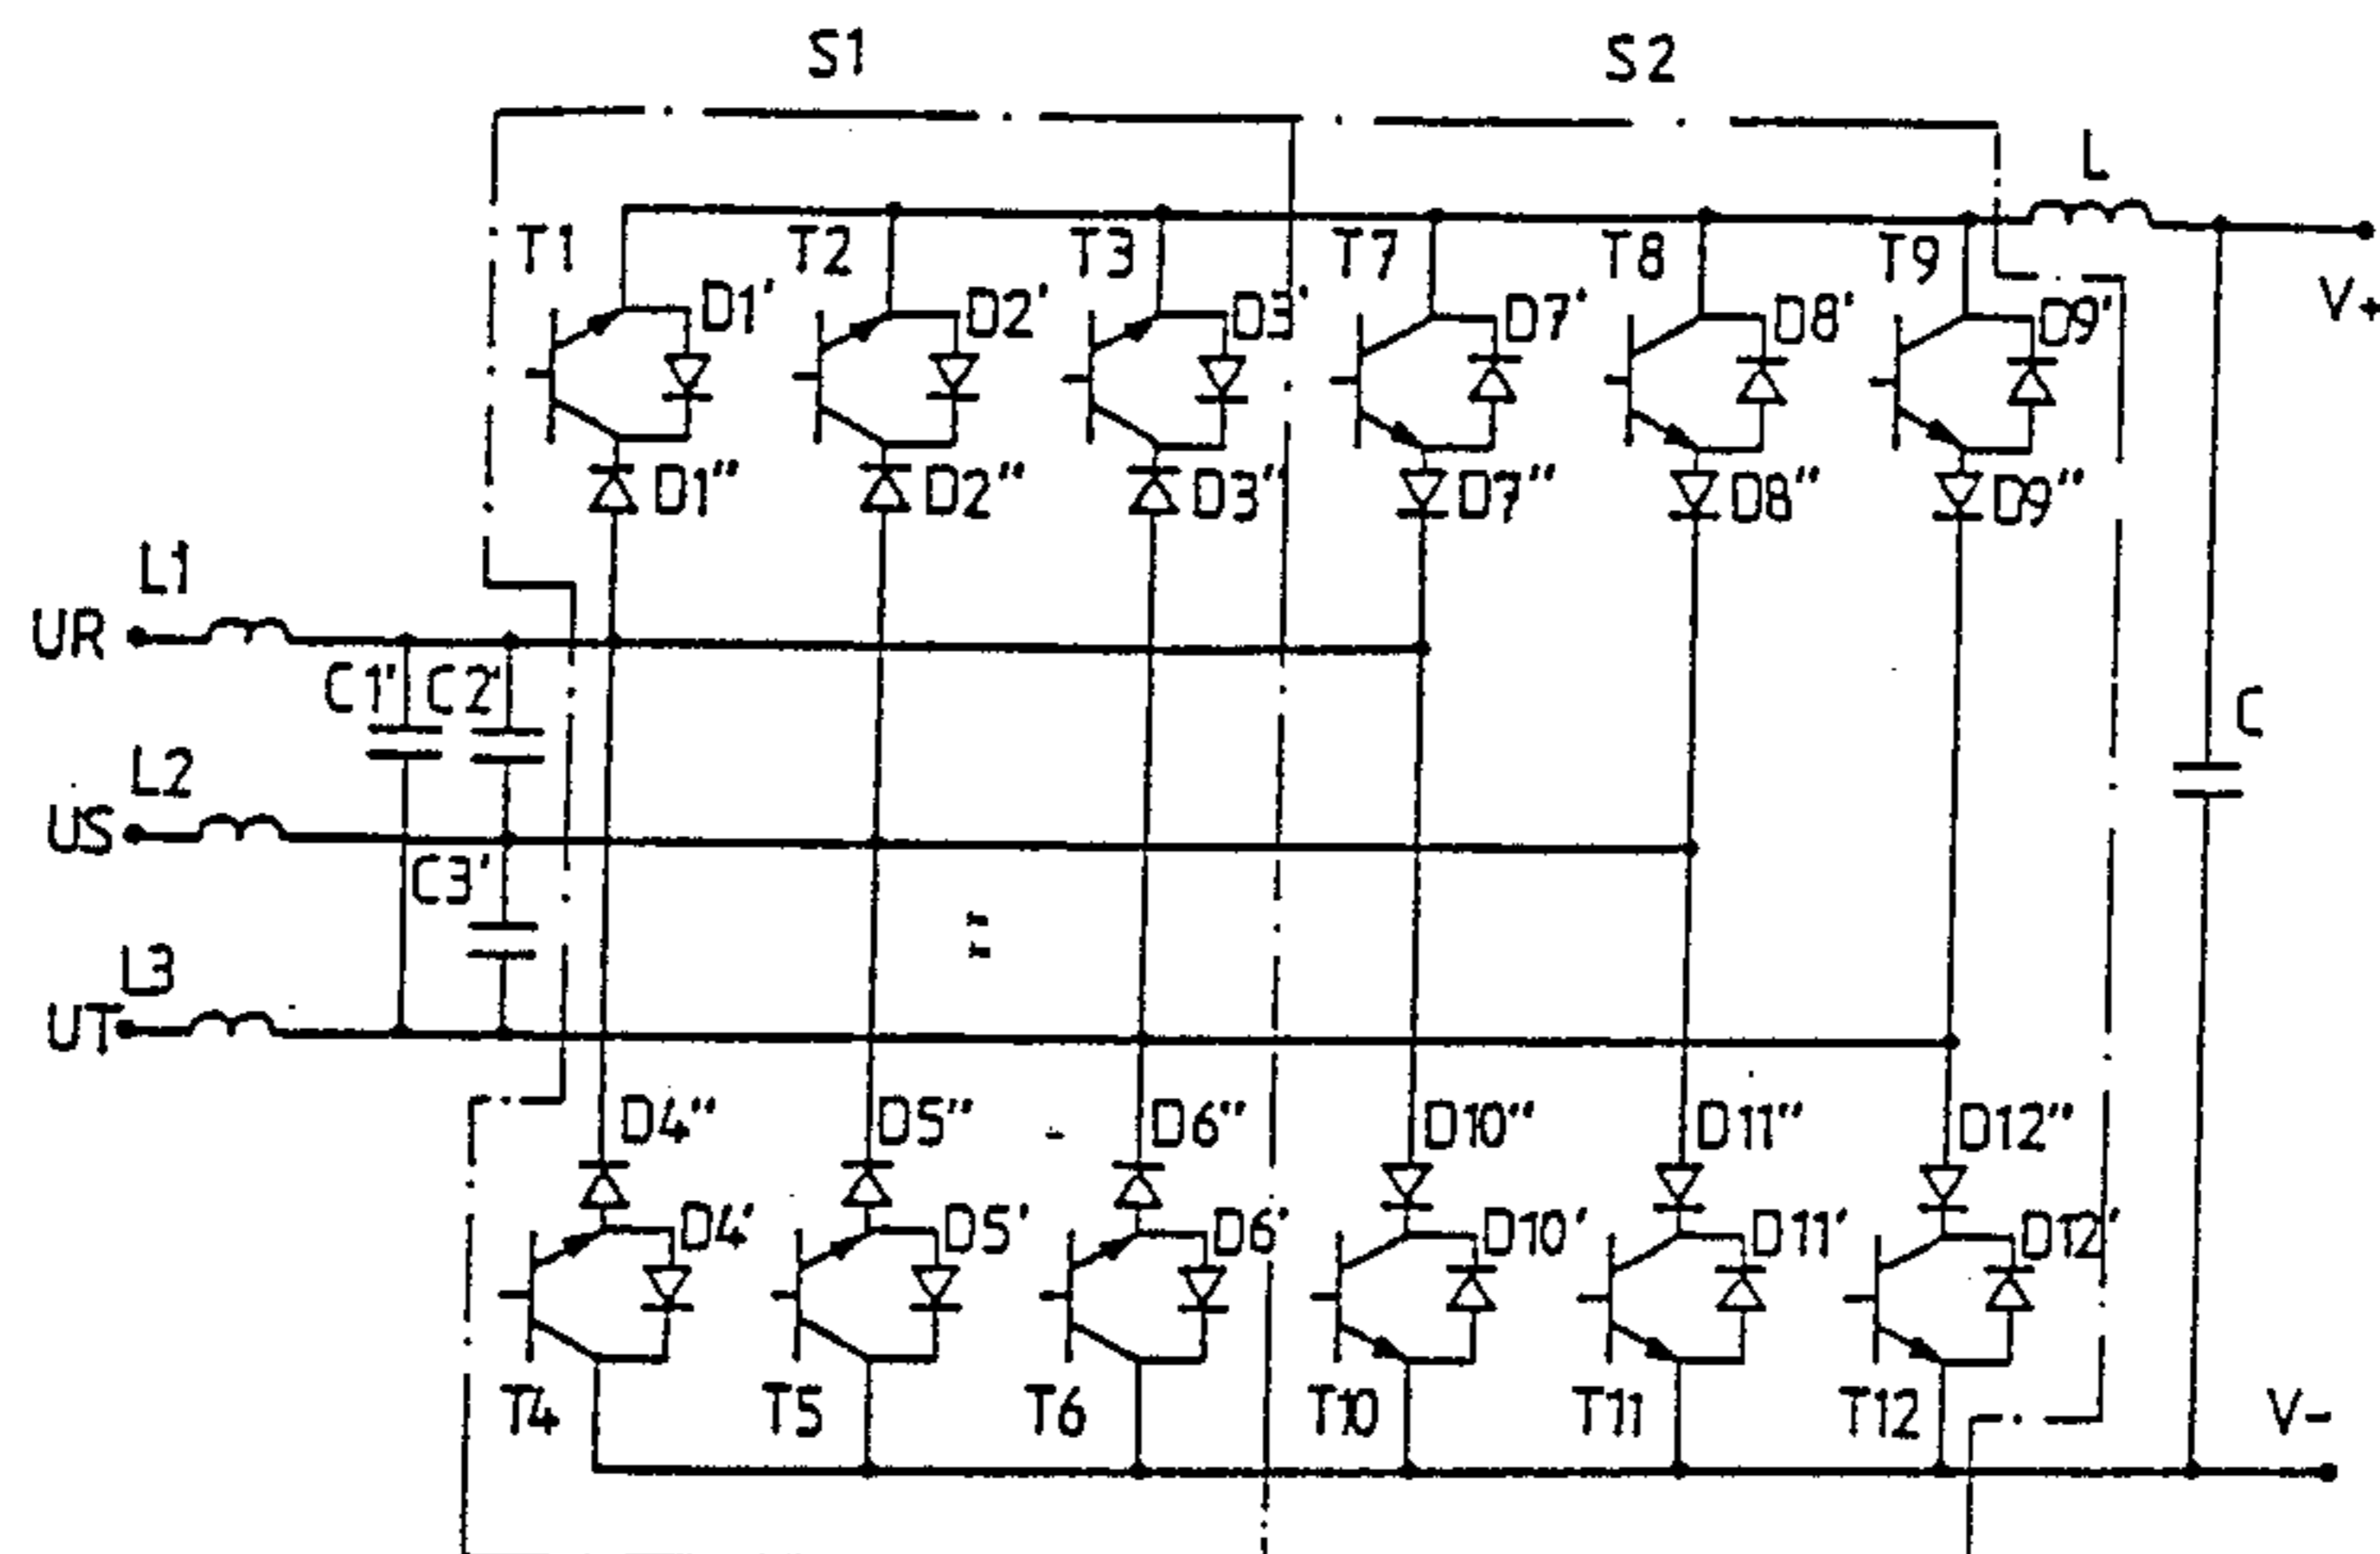 S1 S2
L
T1 T2 T3 T7 T8 T9
D1' D2' D3' D7' D8' D9'
V+
D1" D2" D3" D7" D8" D9"
L1
UR
C1' C2'
C
L2
US
C3'
L3
UT
D4" D5" D6" D10" D11" D12"
D4' D5' D6' D10' D11' D12'
T4 T5 T6 T10 T11 T12
V-